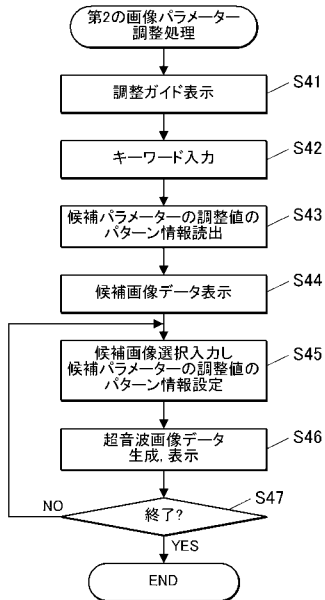 第2の画像パラメーター
調整処理
調整ガイド表示
S41
キーワード入力
S42
候補パラメーターの調整値の
パターン情報読出
S43
候補画像データ表示
S44
候補画像選択入力し
候補パラメーターの調整値の
パターン情報設定
S45
超音波画像データ
生成，表示
S46
終了?
S47
NO
YES
END